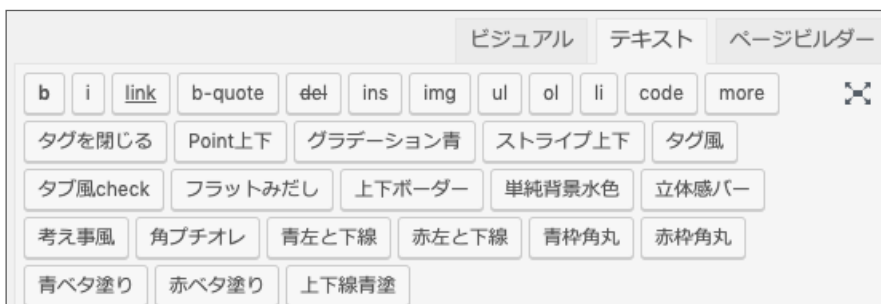 ビジュアル テキスト ページビルダー
b i link b-quote del ins img ul ol li code more
タグを閉じる Point上下 グラデーション青 ストライプ上下 タグ風
タブ風check フラットみだし 上下ボーダー 単純背景水色 立体感バー
考え事風 角プチオレ 青左と下線 赤左と下線 青枠角丸 赤枠角丸
青ベタ塗り 赤ベタ塗り 上下線青塗